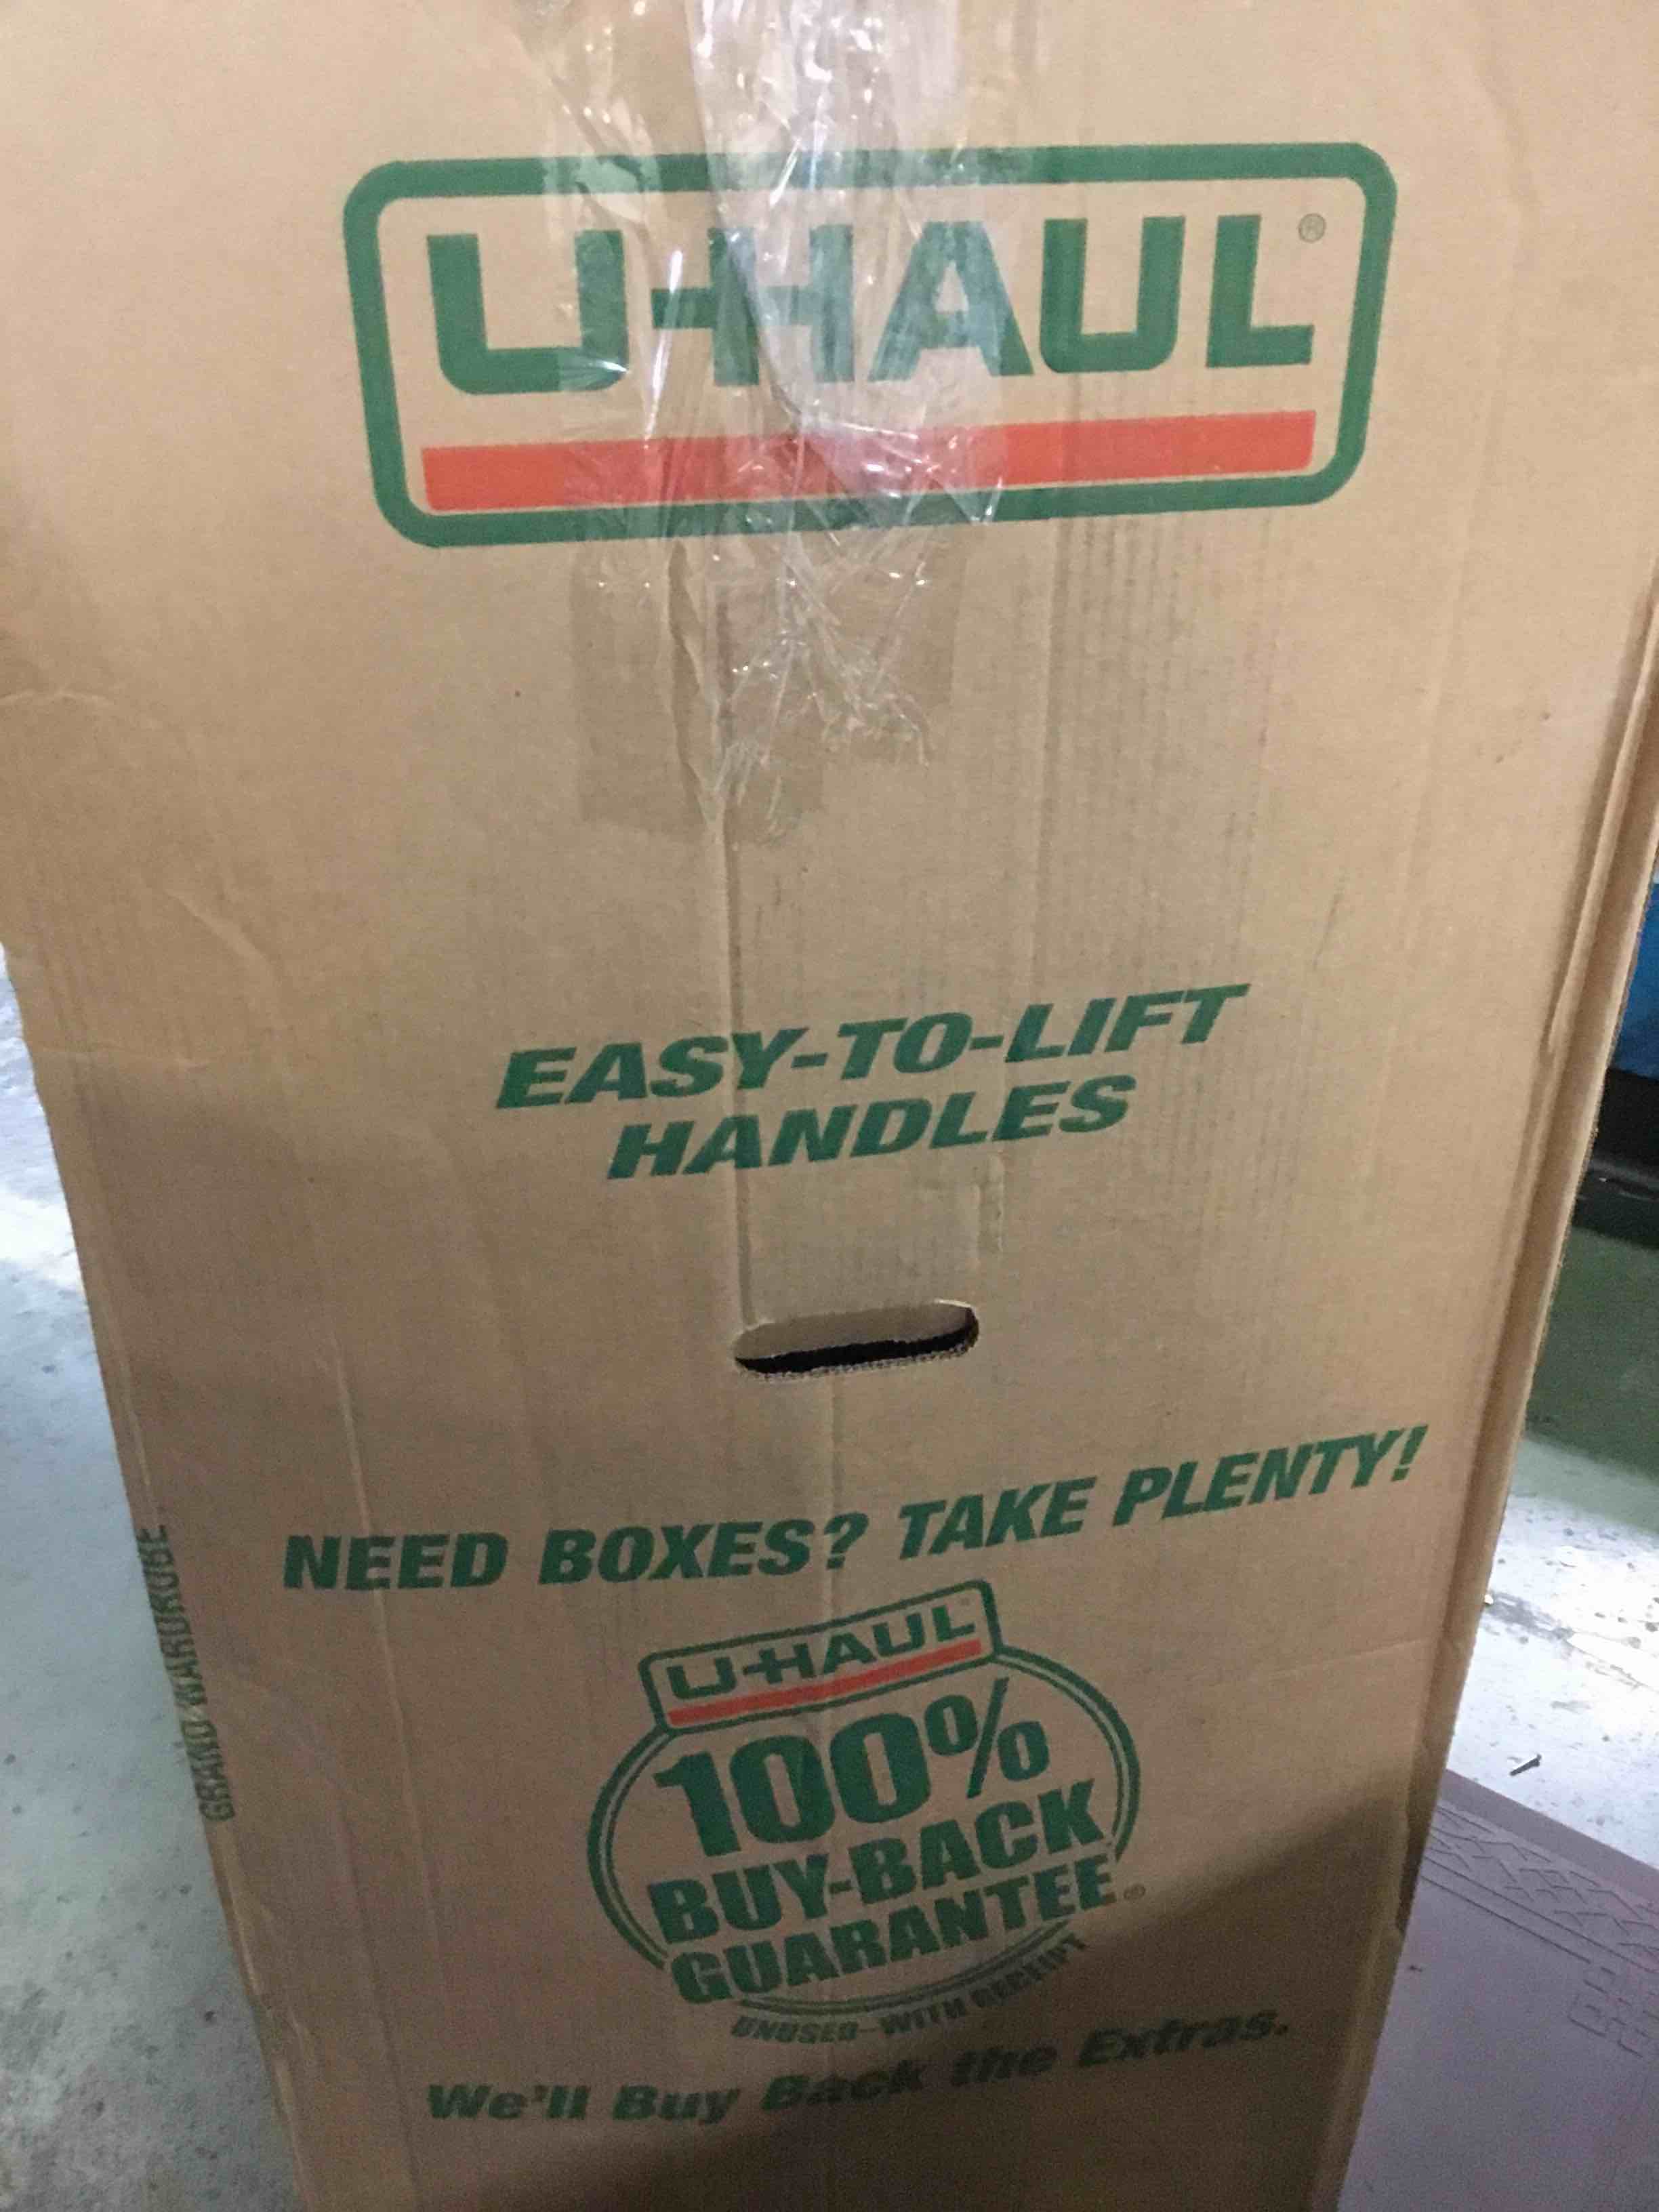 U-HAUL®
EASY-TO-LIFT
HANDLES
NEED BOXES? TAKE PLENTY!
U-HAUL
100%
BUY-BACK
GUARANTEE®
UNUSED-WITH RECEIPT
We'll Buy Back the Extras.
GRAND WARDROBE